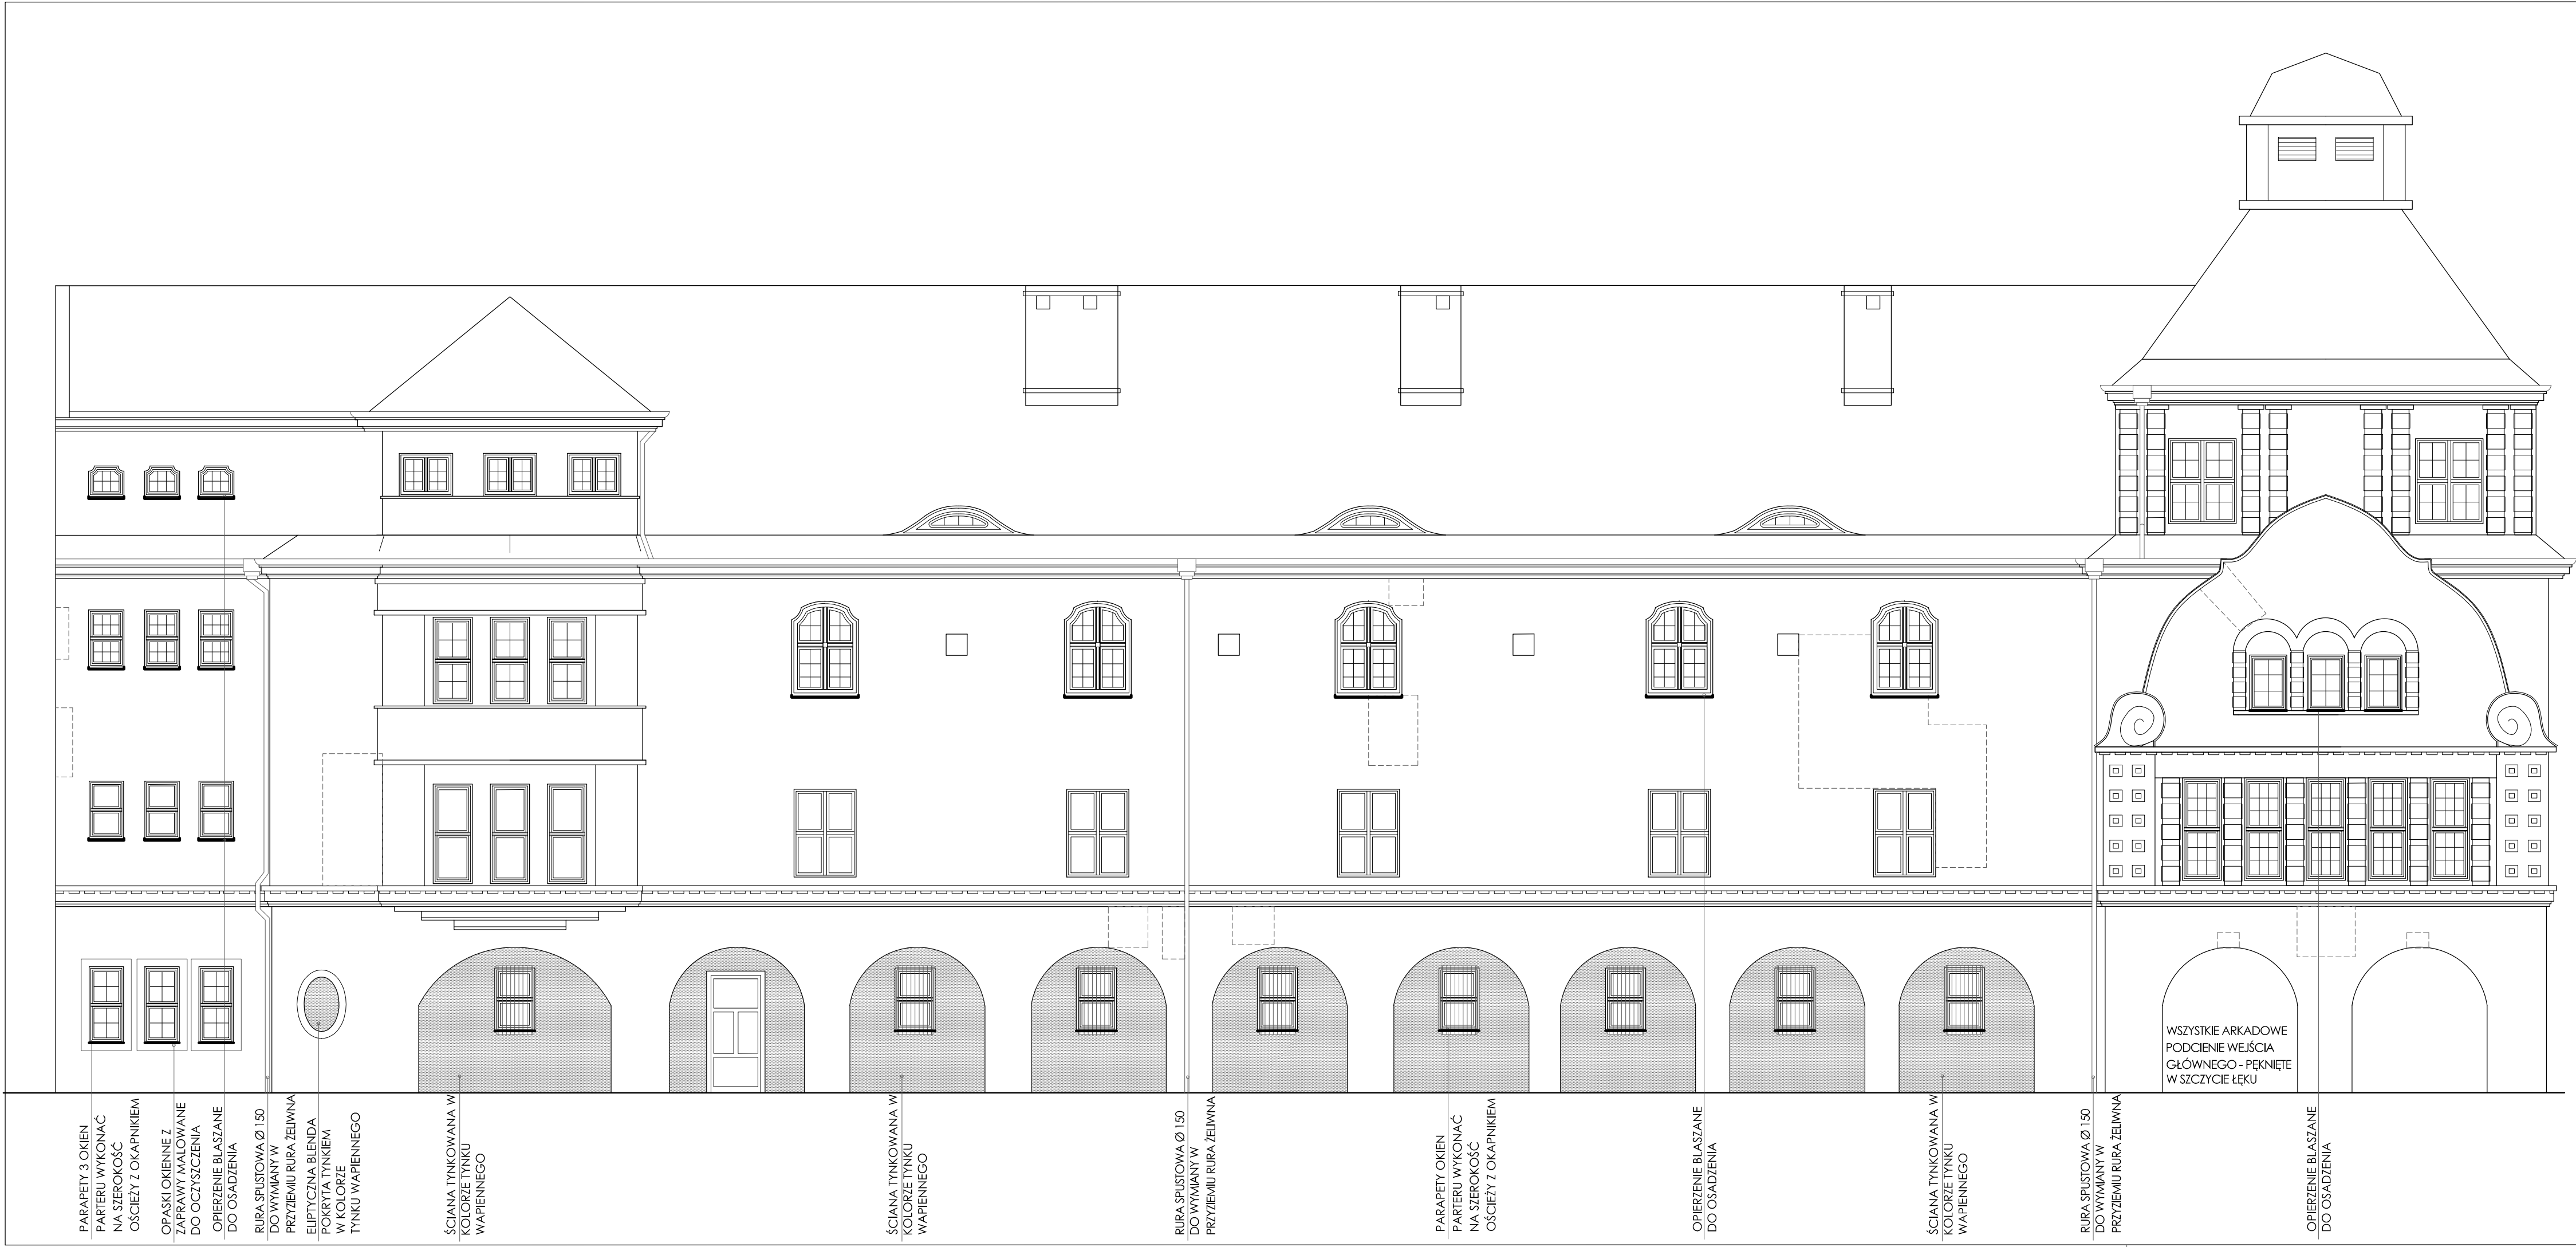 WSZYSTKIE ARKADOWE
PODCIENIE WEJŚCIA
GŁÓWNEGO - PĘKNIĘTE
W SZCZYCIE ŁĘKU
PARAPETY 3 OKIEN
PARTERU WYKONAĆ
NA SZEROKOŚĆ
OŚCIEŻY Z OKAPNIKIEM
OPASKI OKIENNE Z
ZAPRAWY MALOWANE
DO OCZYSZCZENIA
OPIERZENIE BLASZANE
DO OSADZENIA
RURA SPUSTOWA Ø 150
DO WYMIANY W
PRZYZIEMIU RURA ŻELIWNA
ELIPTYCZNA BLENDA
POKRYTA TYNKIEM
W KOLORZE
TYNKU WAPIENNEGO
ŚCIANA TYNKOWANA W
KOLORZE TYNKU
WAPIENNEGO
ŚCIANA TYNKOWANA W
KOLORZE TYNKU
WAPIENNEGO
RURA SPUSTOWA Ø 150
DO WYMIANY W
PRZYZIEMIU RURA ŻELIWNA
PARAPETY OKIEN
PARTERU WYKONAĆ
NA SZEROKOŚĆ
OŚCIEŻY Z OKAPNIKIEM
OPIERZENIE BLASZANE
DO OSADZENIA
ŚCIANA TYNKOWANA W
KOLORZE TYNKU
WAPIENNEGO
RURA SPUSTOWA Ø 150
DO WYMIANY W
PRZYZIEMIU RURA ŻELIWNA
OPIERZENIE BLASZANE
DO OSADZENIA